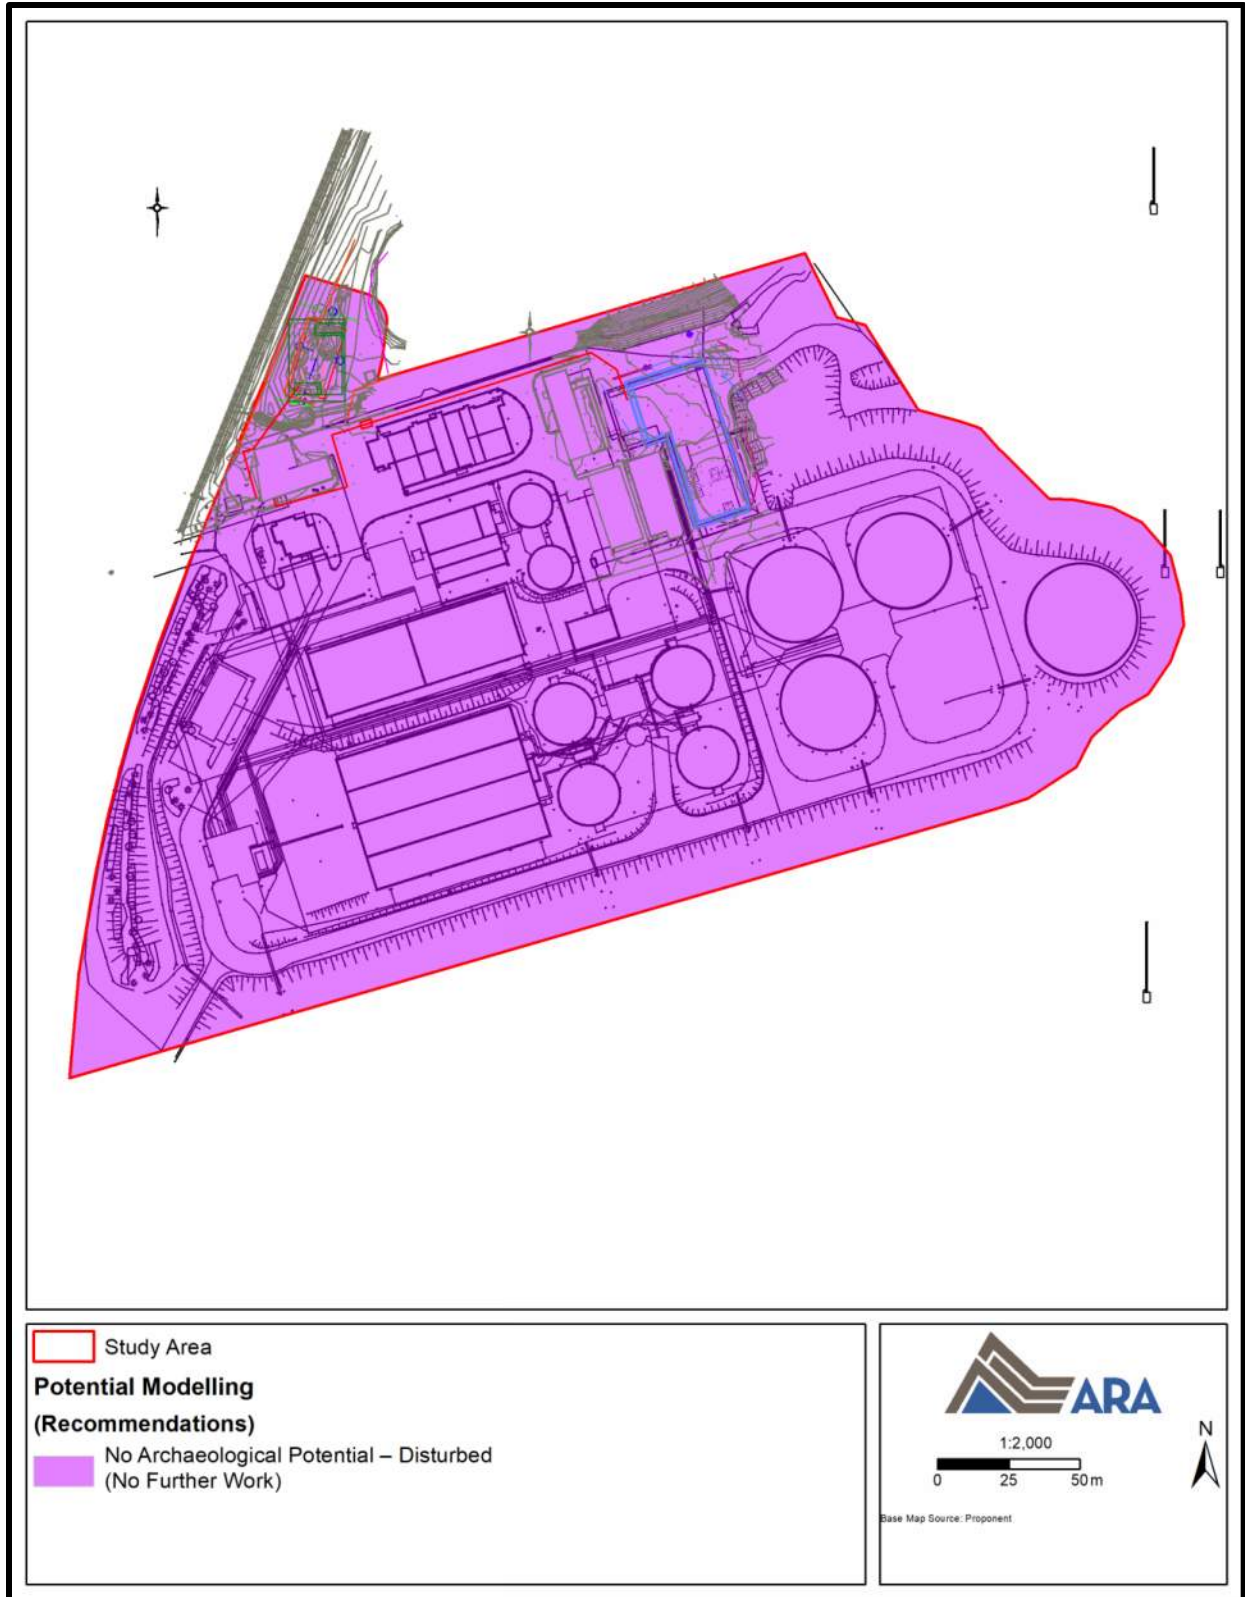 Study Area
Potential Modelling
(Recommendations)
No Archaeological Potential – Disturbed
(No Further Work)
ARA
N
1:2,000
0 25 50 m
Base Map Source: Proponent